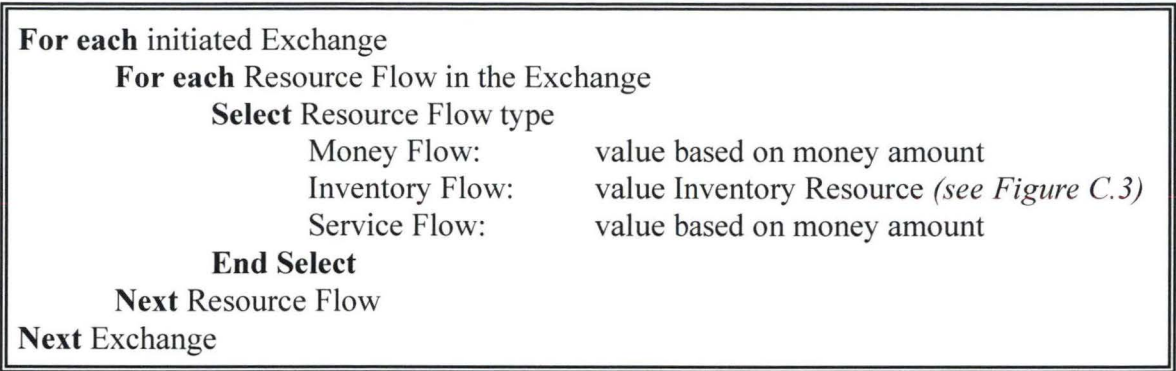 For each initiated Exchange
For each Resource Flow in the Exchange
Select Resource Flow type
Money Flow: value based on money amount
Inventory Flow: value Inventory Resource (see Figure C.3)
Service Flow: value based on money amount
End Select
Next Resource Flow
Next Exchange